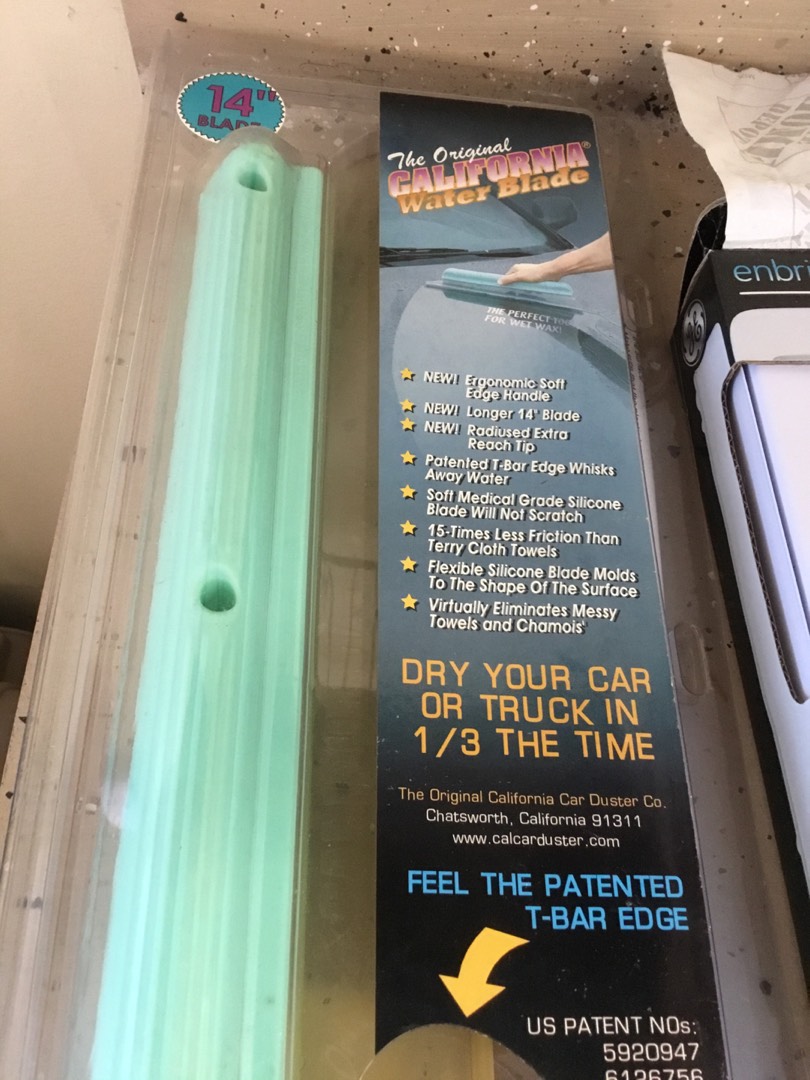 14"
BLADE
The Original
CALIFORNIA®
Water Blade
THE PERFECT
FOR WET WAX!
NEW! Ergonomic Soft
Edge Handle
NEW! Longer 14" Blade
NEW! Radiused Extra
Reach Tip
Patented T-Bar Edge Whisks
Away Water
Soft Medical Grade Silicone
Blade Will Not Scratch
15-Times Less Friction Than
Terry Cloth Towels
Flexible Silicone Blade Molds
To The Shape Of The Surface
Virtually Eliminates Messy
Towels and Chamois'
DRY YOUR CAR
OR TRUCK IN
1/3 THE TIME
The Original California Car Duster Co.
Chatsworth, California 91311
www.calcarduster.com
FEEL THE PATENTED
T-BAR EDGE
US PATENT NOs:
5920947
6126756
enbri
GE